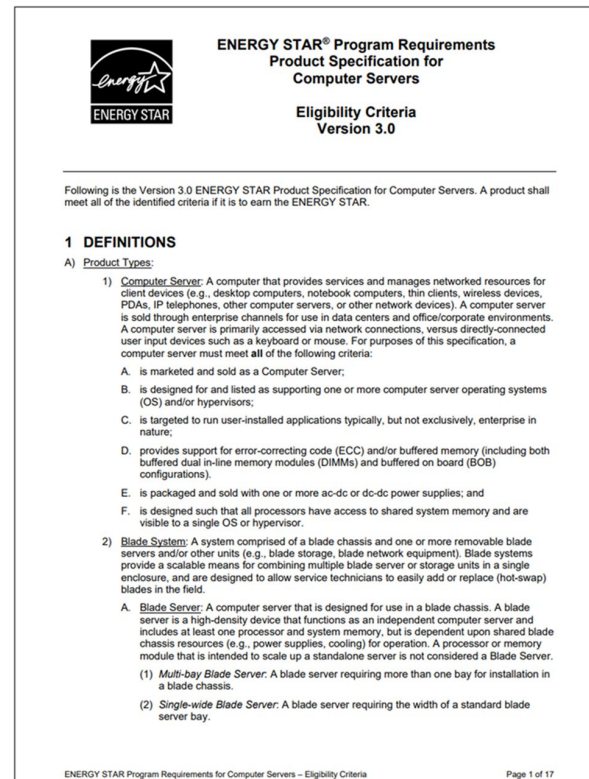 energy
ENERGY STAR
ENERGY STAR® Program Requirements
Product Specification for
Computer Servers
Eligibility Criteria
Version 3.0
Following is the Version 3.0 ENERGY STAR Product Specification for Computer Servers. A product shall
meet all of the identified criteria if it is to earn the ENERGY STAR.
1 DEFINITIONS
A) Product Types:
1) Computer Server: A computer that provides services and manages networked resources for
client devices (e.g., desktop computers, notebook computers, thin clients, wireless devices,
PDAs, IP telephones, other computer servers, or other network devices). A computer server
is sold through enterprise channels for use in data centers and office/corporate environments.
A computer server is primarily accessed via network connections, versus directly-connected
user input devices such as a keyboard or mouse. For purposes of this specification, a
computer server must meet all of the following criteria:
A. is marketed and sold as a Computer Server;
B. is designed for and listed as supporting one or more computer server operating systems
(OS) and/or hypervisors;
C. is targeted to run user-installed applications typically, but not exclusively, enterprise in
nature;
D. provides support for error-correcting code (ECC) and/or buffered memory (including both
buffered dual in-line memory modules (DIMMs) and buffered on board (BOB)
configurations).
E. is packaged and sold with one or more ac-dc or dc-dc power supplies; and
F. is designed such that all processors have access to shared system memory and are
visible to a single OS or hypervisor.
2) Blade System: A system comprised of a blade chassis and one or more removable blade
servers and/or other units (e.g., blade storage, blade network equipment). Blade systems
provide a scalable means for combining multiple blade server or storage units in a single
enclosure, and are designed to allow service technicians to easily add or replace (hot-swap)
blades in the field.
A. Blade Server: A computer server that is designed for use in a blade chassis. A blade
server is a high-density device that functions as an independent computer server and
includes at least one processor and system memory, but is dependent upon shared blade
chassis resources (e.g., power supplies, cooling) for operation. A processor or memory
module that is intended to scale up a standalone server is not considered a Blade Server.
(1) Multi-bay Blade Server: A blade server requiring more than one bay for installation in
a blade chassis.
(2) Single-wide Blade Server: A blade server requiring the width of a standard blade
server bay.
ENERGY STAR Program Requirements for Computer Servers – Eligibility Criteria
Page 1 of 17